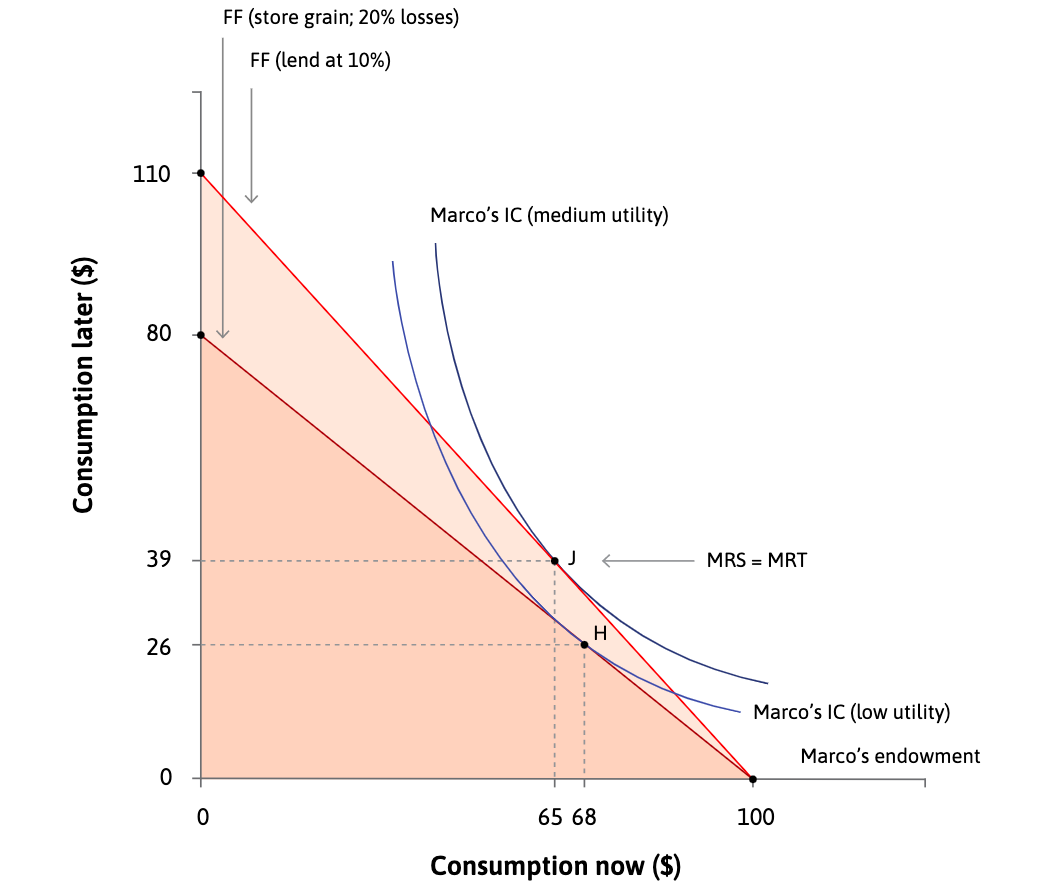 FF (store grain; 20% losses)
FF (lend at 10%)
110
Marco’s IC (medium utility)
80
Consumption later ($)
39
J
MRS = MRT
H
26
Marco’s IC (low utility)
Marco’s endowment
0
0
65
68
100
Consumption now ($)